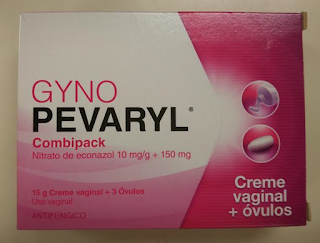 GYNO
PEVARYL®
Combipack
Nitrato de econazol 10 mg/g + 150 mg
15 g Creme vaginal + 3 Óvulos
Uso vaginal
ANTIFÚNGICO
Creme
vaginal
+ óvulos